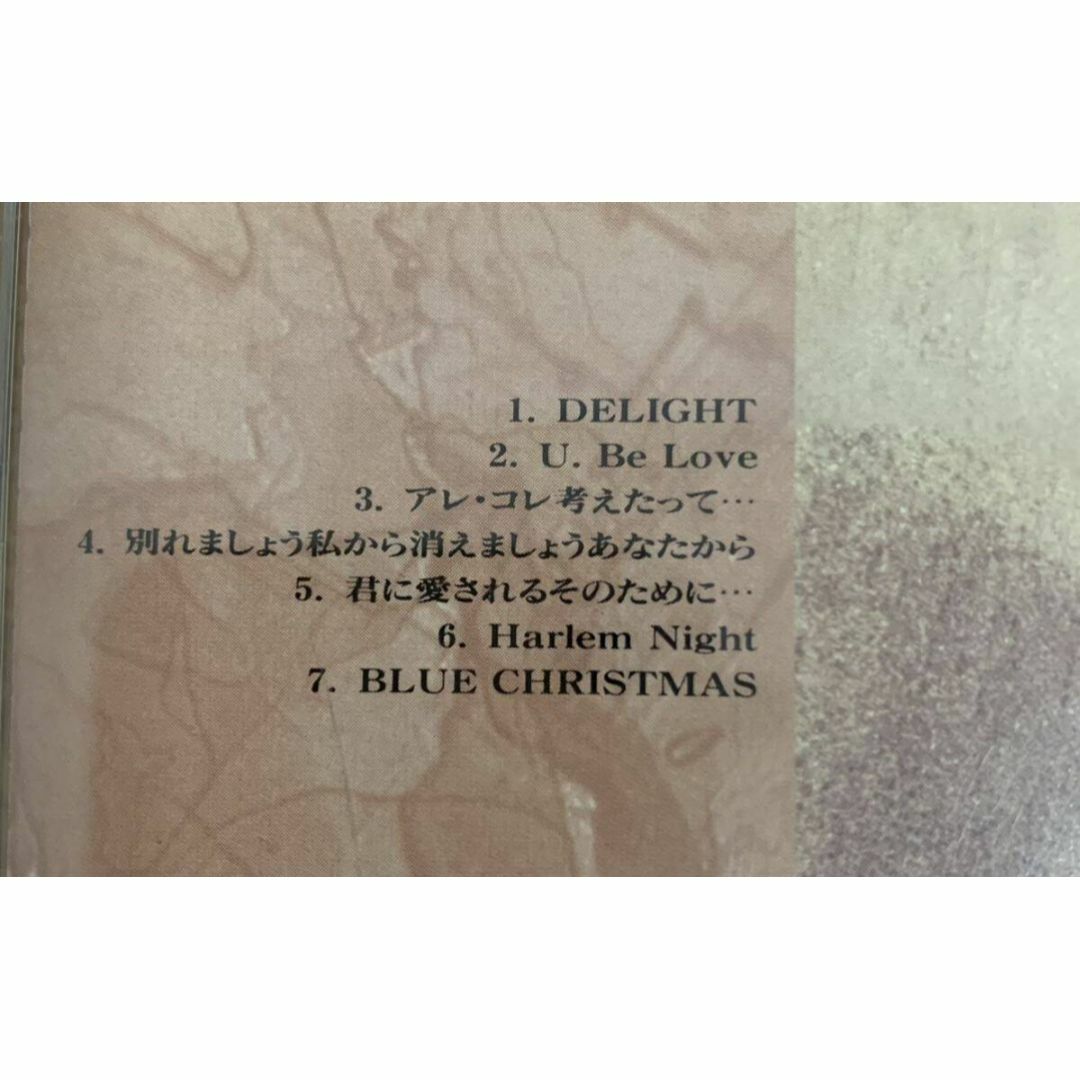 1. DELIGHT
2. U. Be Love
3. アレ・コレ考えたって…
4. 別れましょう私から消えましょうあなたから
5. 君に愛されるそのために…
6. Harlem Night
7. BLUE CHRISTMAS